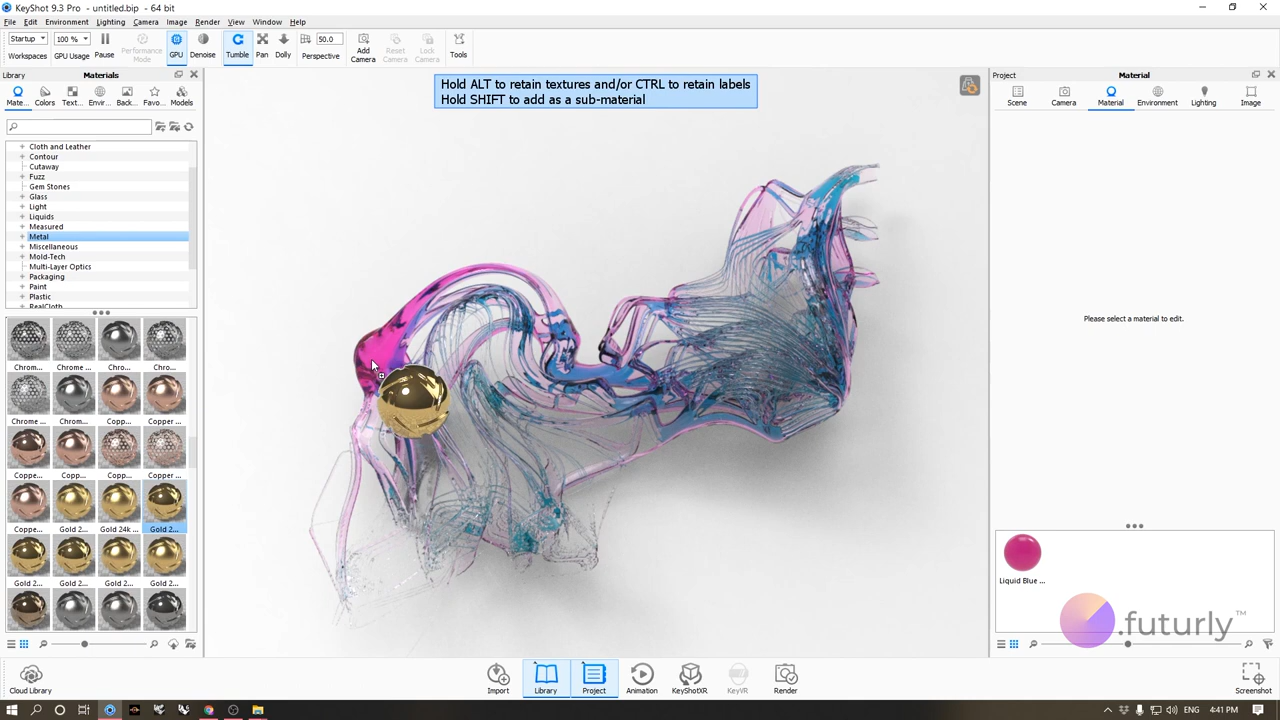 KeyShot 9.3 Pro - untitled.bip - 64 bit
File Edit Environment Lighting Camera Image Render View Window Help
Startup 100 % 50.0
Workspaces GPU Usage Pause Performance Mode GPU Denoise Tumble Pan Dolly Perspective Add Camera Reset Camera Lock Camera Tools
Library Materials
Mate... Colors Text... Envir... Back... Favo... Models
Cloth and Leather
Contour
Cutaway
Fuzz
Gem Stones
Glass
Light
Liquids
Measured
Metal
Miscellaneous
Mold-Tech
Multi-Layer Optics
Packaging
Paint
Plastic
RealCloth
Chrom... Chrome ... Chro... Chro...
Chrome ... Chrom... Copp... Copper ...
Coppe... Copp... Copp... Copper ...
Coppe... Gold 2... Gold 24k ... Gold 2...
Gold 2... Gold 2... Gold 2... Gold 2...
Hold ALT to retain textures and/or CTRL to retain labels
Hold SHIFT to add as a sub-material
Project Material
Scene Camera Material Environment Lighting Image
Please select a material to edit.
Liquid Blue ...
.futurly™
Cloud Library Import Library Project Animation KeyShotXR KeyVR Render Screenshot
ENG 4:41 PM